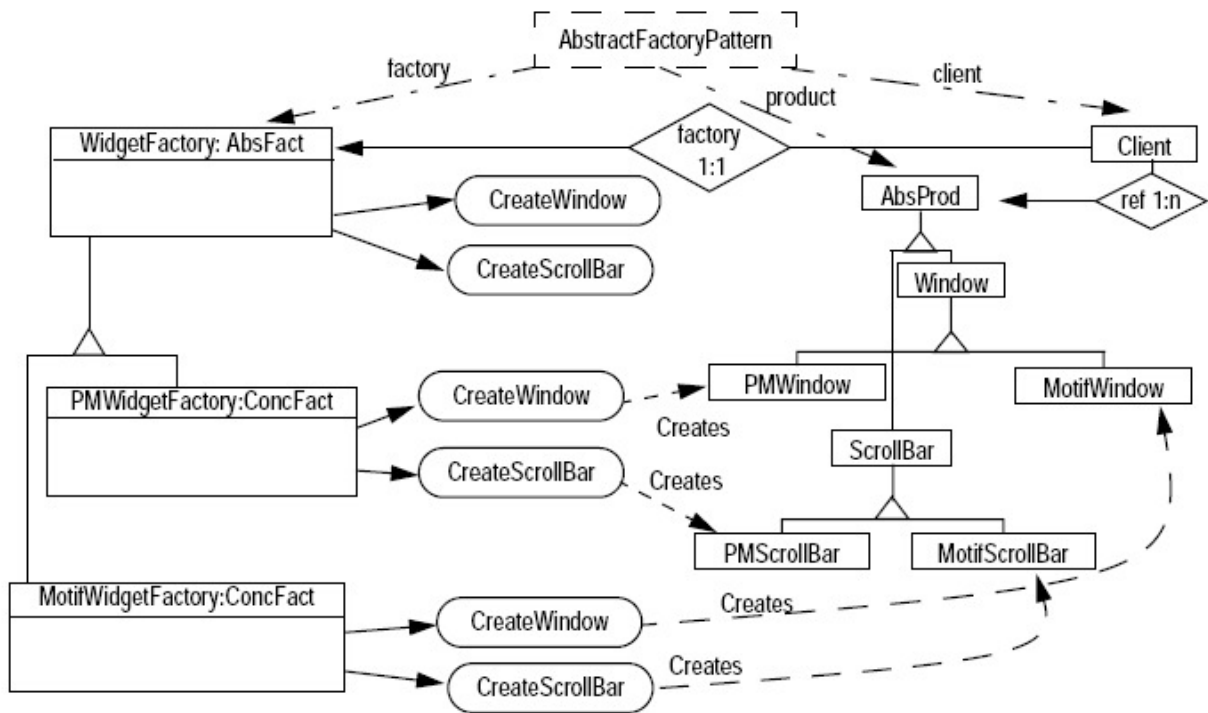 AbstractFactoryPattern
factory
client
product
WidgetFactory: AbsFact
factory
1:1
Client
AbsProd
ref 1:n
CreateWindow
CreateScrollBar
Window
PMWidgetFactory:ConcFact
CreateWindow
PMWindow
MotifWindow
Creates
ScrollBar
CreateScrollBar
Creates
PMScrollBar
MotifScrollBar
MotifWidgetFactory:ConcFact
CreateWindow
Creates
CreateScrollBar
Creates